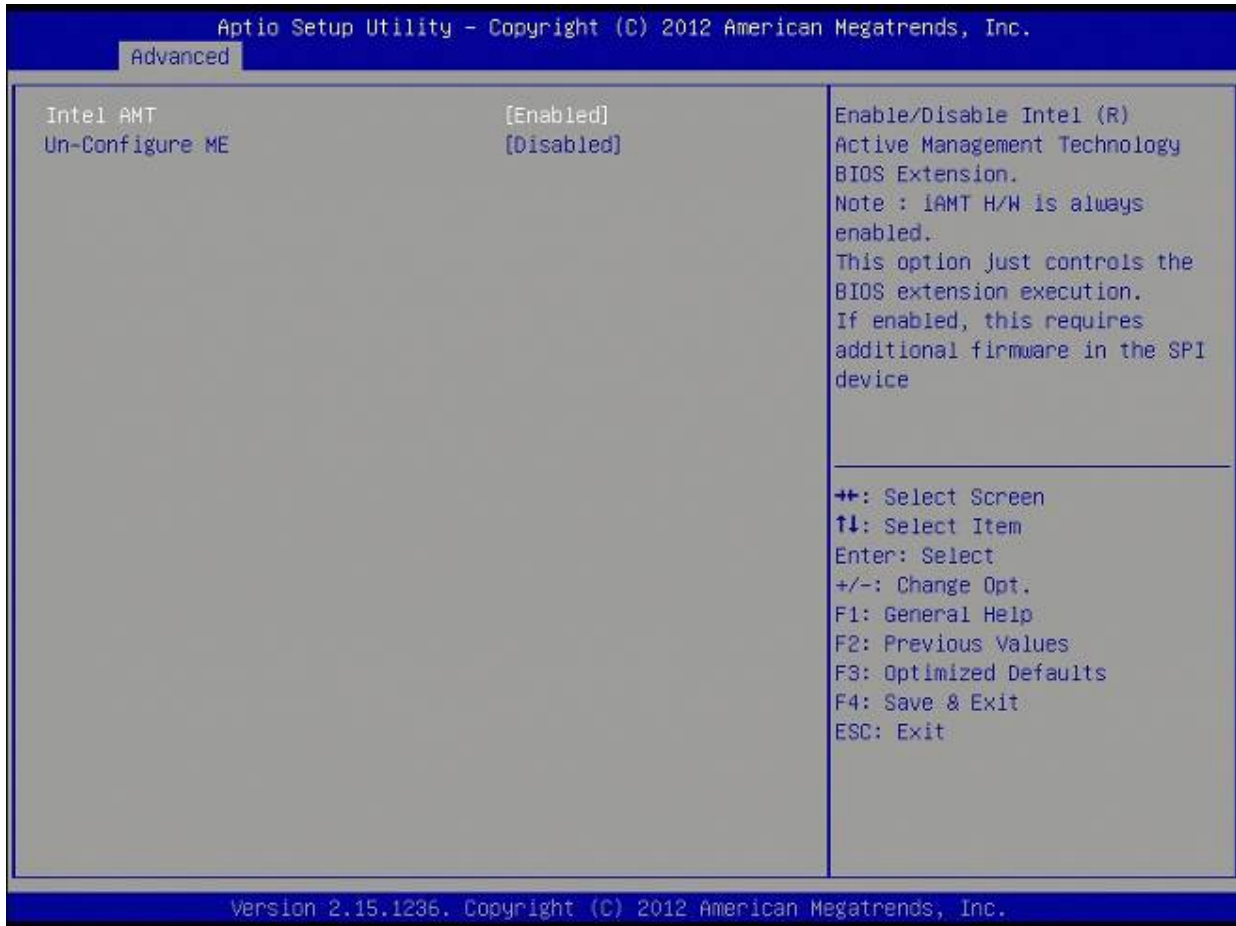 Aptio Setup Utility – Copyright (C) 2012 American Megatrends, Inc.
Advanced
Intel AMT [Enabled]
Un-Configure ME [Disabled]
Enable/Disable Intel (R)
Active Management Technology
BIOS Extension.
Note : iAMT H/W is always
enabled.
This option just controls the
BIOS extension execution.
If enabled, this requires
additional firmware in the SPI
device
→←: Select Screen
↑↓: Select Item
Enter: Select
+/-: Change Opt.
F1: General Help
F2: Previous Values
F3: Optimized Defaults
F4: Save & Exit
ESC: Exit
Version 2.15.1236. Copyright (C) 2012 American Megatrends, Inc.